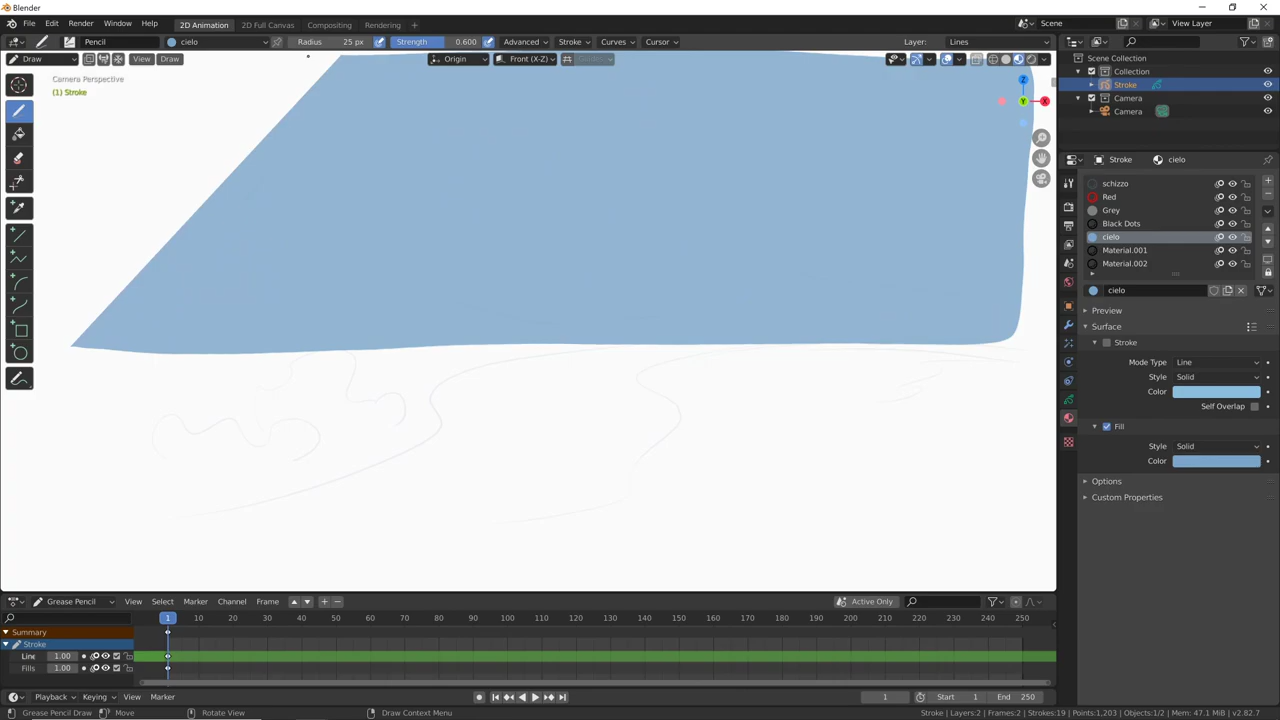 Blender
File Edit Render Window Help 2D Animation 2D Full Canvas Compositing Rendering + Scene View Layer
Pencil cielo Radius 25 px Strength 0.600 Advanced Stroke Curves Cursor Layer: Lines
Draw View Draw Origin Front (X-Z) Guides
Camera Perspective
(1) Stroke
Z
Y
X
Scene Collection
Collection
Stroke
Camera
Camera
Stroke cielo
schizzo
Red
Grey
Black Dots
cielo
Material.001
Material.002
cielo
Preview
Surface
Stroke
Mode Type Line
Style Solid
Color
Self Overlap
Fill
Style Solid
Color
Options
Custom Properties
Grease Pencil View Select Marker Channel Frame Active Only
1 10 20 30 40 50 60 70 80 90 100 110 120 130 140 150 160 170 180 190 200 210 220 230 240 250
Summary
Stroke
Line 1.00
Fills 1.00
Playback Keying View Marker 1 Start 1 End 250
Grease Pencil Draw Move Rotate View Draw Context Menu Stroke | Layers:2 | Frames:2 | Strokes:19 | Points:1,203 | Objects:1/2 | Mem: 47.1 MiB | v2.82.7